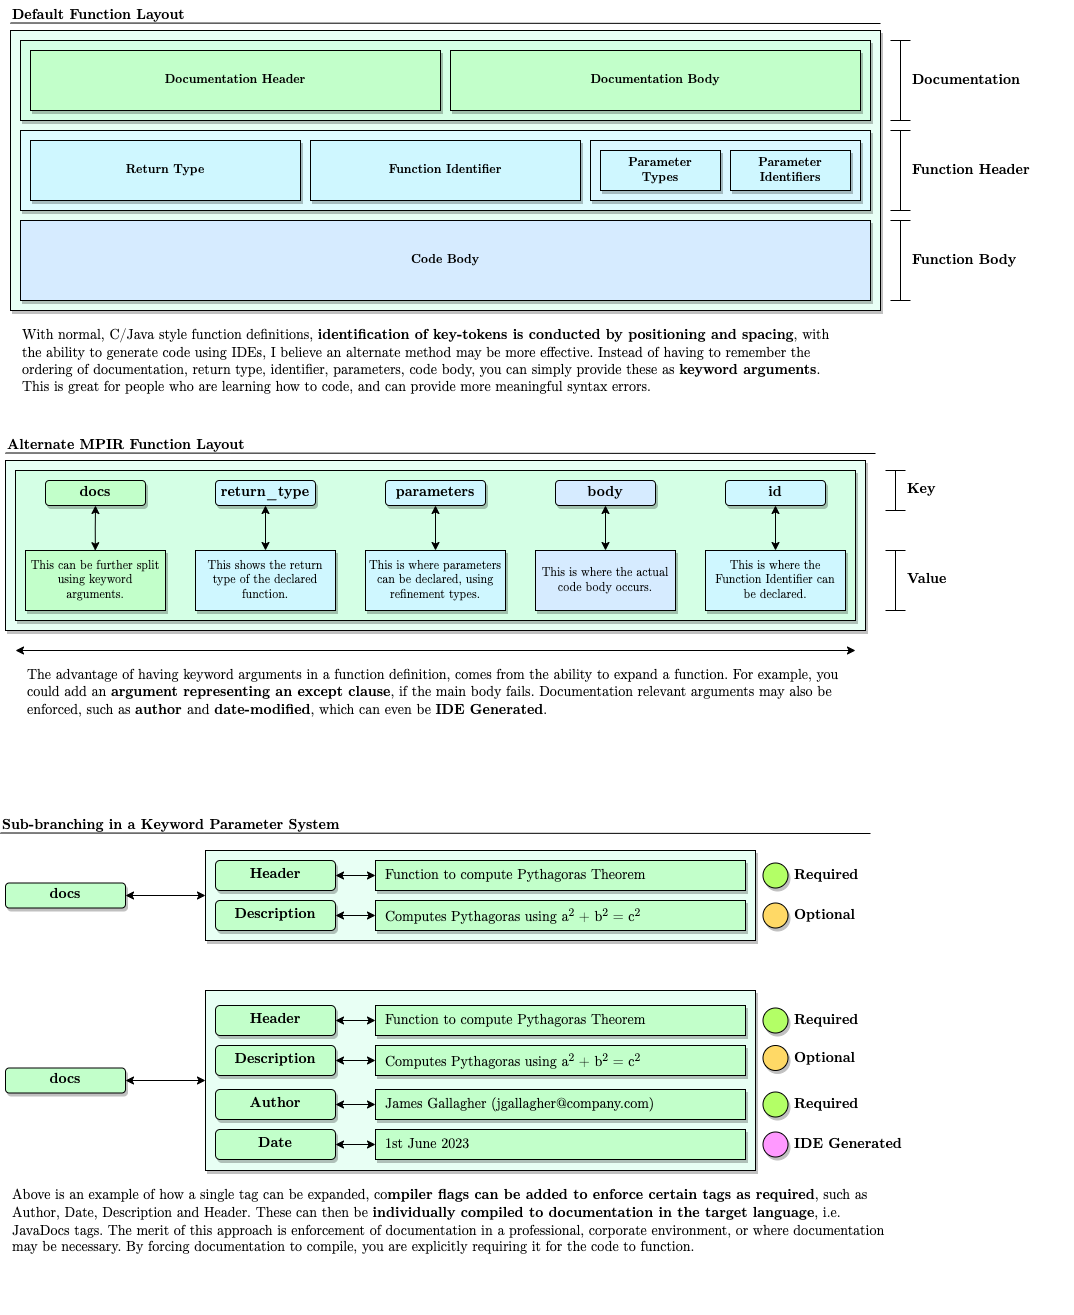 Default Function Layout
Documentation Header
Documentation Body
Documentation
Return Type
Function Identifier
Parameter
Types
Parameter
Identifiers
Function Header
Code Body
Function Body
With normal, C/Java style function definitions, identification of key-tokens is conducted by positioning and spacing, with
the ability to generate code using IDEs, I believe an alternate method may be more effective. Instead of having to remember the
ordering of documentation, return type, identifier, parameters, code body, you can simply provide these as keyword arguments.
This is great for people who are learning how to code, and can provide more meaningful syntax errors.
Alternate MPIR Function Layout
docs
return_type
parameters
body
id
Key
This can be further split
using keyword
arguments.
This shows the return
type of the declared
function.
This is where parameters
can be declared, using
refinement types.
This is where the actual
code body occurs.
This is where the
Function Identifier can
be declared.
Value
The advantage of having keyword arguments in a function definition, comes from the ability to expand a function. For example, you
could add an argument representing an except clause, if the main body fails. Documentation relevant arguments may also be
enforced, such as author and date-modified, which can even be IDE Generated.
Sub-branching in a Keyword Parameter System
docs
Header
Function to compute Pythagoras Theorem
Required
Description
Computes Pythagoras using a² + b² = c²
Optional
docs
Header
Function to compute Pythagoras Theorem
Required
Description
Computes Pythagoras using a² + b² = c²
Optional
Author
James Gallagher (jgallagher@company.com)
Required
Date
1st June 2023
IDE Generated
Above is an example of how a single tag can be expanded, compiler flags can be added to enforce certain tags as required, such as
Author, Date, Description and Header. These can then be individually compiled to documentation in the target language, i.e.
JavaDocs tags. The merit of this approach is enforcement of documentation in a professional, corporate environment, or where documentation
may be necessary. By forcing documentation to compile, you are explicitly requiring it for the code to function.